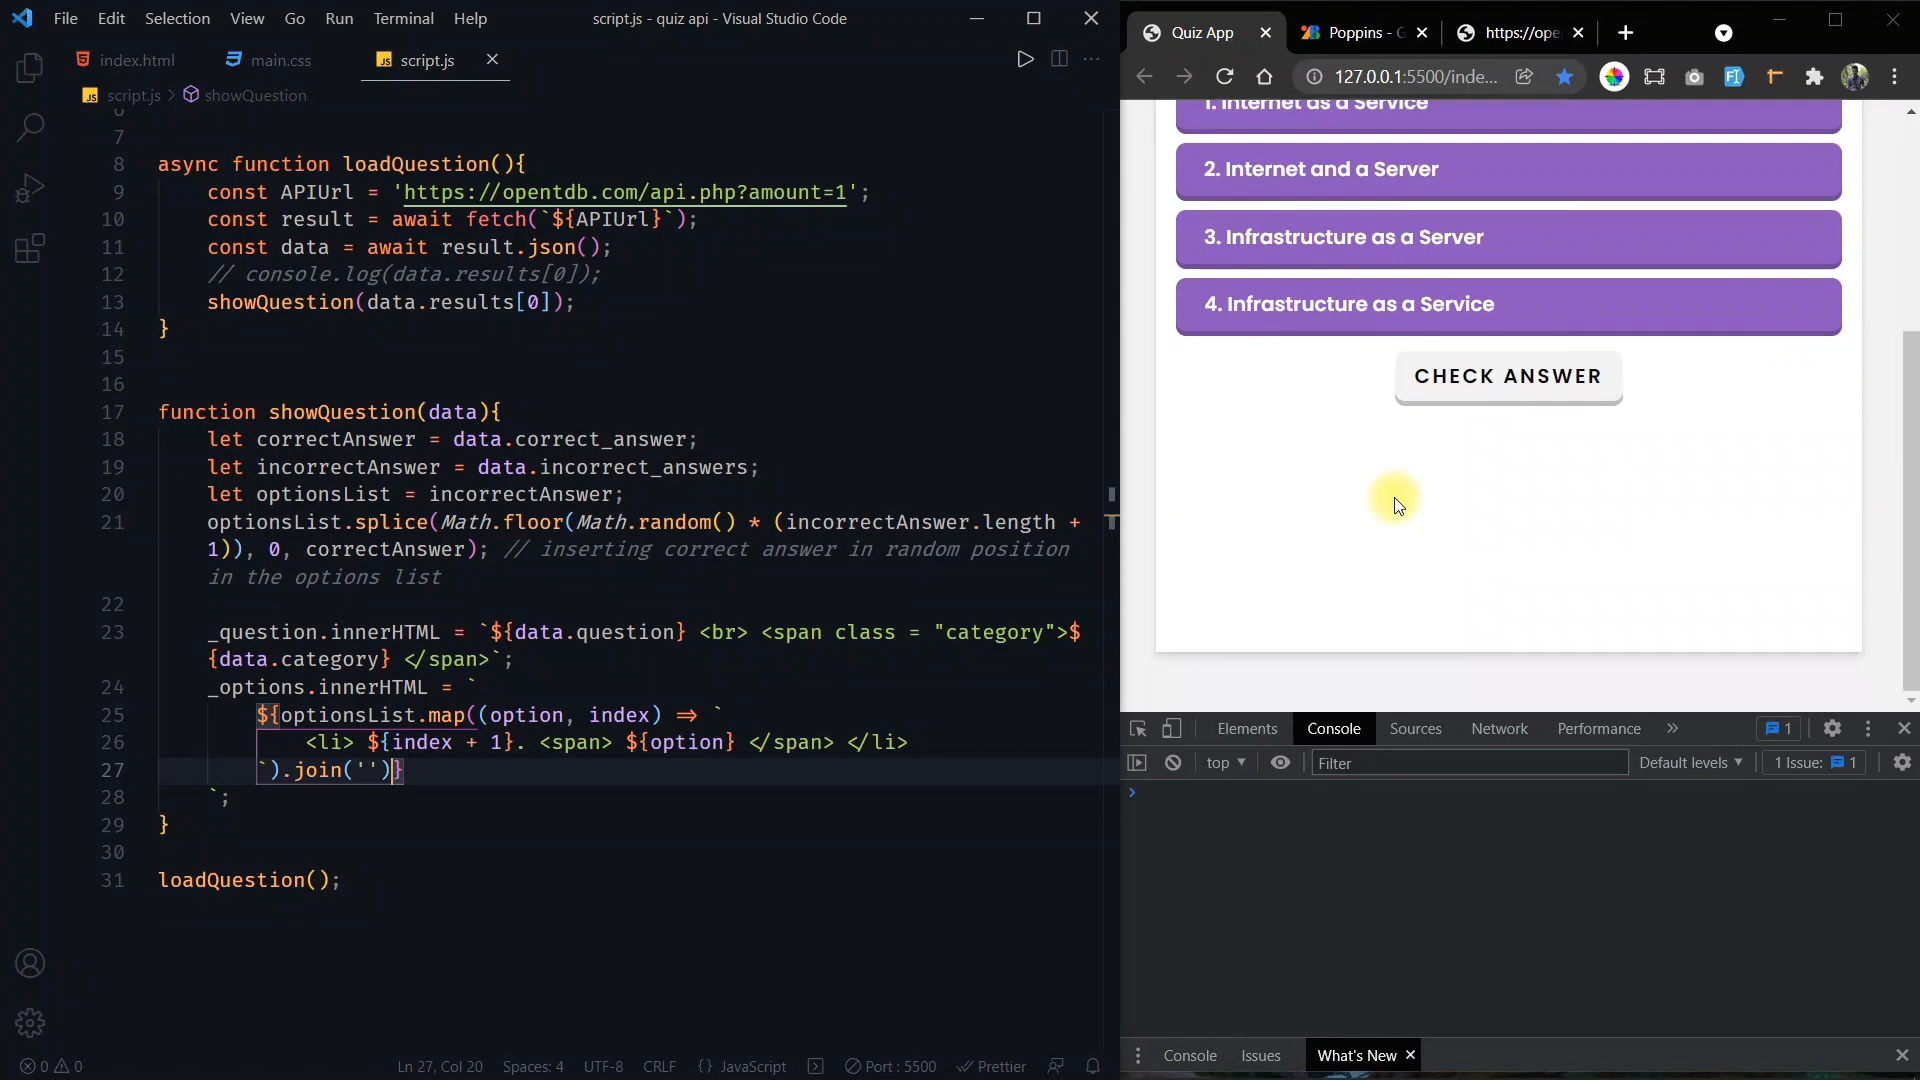 File Edit Selection View Go Run Terminal Help script.js - quiz api - Visual Studio Code
index.html main.css JS script.js
JS script.js > showQuestion
6
7
8 async function loadQuestion(){
9 const APIUrl = 'https://opentdb.com/api.php?amount=1';
10 const result = await fetch(`${APIUrl}`);
11 const data = await result.json();
12 // console.log(data.results[0]);
13 showQuestion(data.results[0]);
14 }
15
16
17 function showQuestion(data){
18 let correctAnswer = data.correct_answer;
19 let incorrectAnswer = data.incorrect_answers;
20 let optionsList = incorrectAnswer;
21 optionsList.splice(Math.floor(Math.random() * (incorrectAnswer.length +
1)), 0, correctAnswer); // inserting correct answer in random position
in the options list
22
23 _question.innerHTML = `${data.question} <br> <span class = "category">$
{data.category} </span>`;
24 _options.innerHTML = `
25 ${optionsList.map((option, index) => `
26 <li> ${index + 1}. <span> ${option} </span> </li>
27 `).join('')}
28 `;
29 }
30
31 loadQuestion();
0 0 Ln 27, Col 20 Spaces: 4 UTF-8 CRLF {} JavaScript Port : 5500 Prettier
Quiz App Poppins - G https://ope
127.0.0.1:5500/inde...
1. Internet as a Service
2. Internet and a Server
3. Infrastructure as a Server
4. Infrastructure as a Service
CHECK ANSWER
Elements Console Sources Network Performance » 1
top Filter Default levels 1 Issue: 1
>
Console Issues What's New